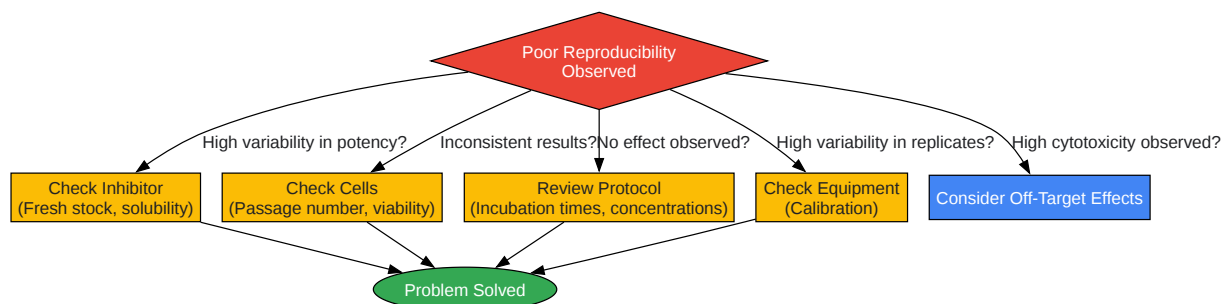 Poor Reproducibility
Observed
High variability in potency?
Inconsistent results?
No effect observed?
High variability in replicates?
High cytotoxicity observed?
Check Inhibitor
(Fresh stock, solubility)
Check Cells
(Passage number, viability)
Review Protocol
(Incubation times, concentrations)
Check Equipment
(Calibration)
Consider Off-Target Effects
Problem Solved